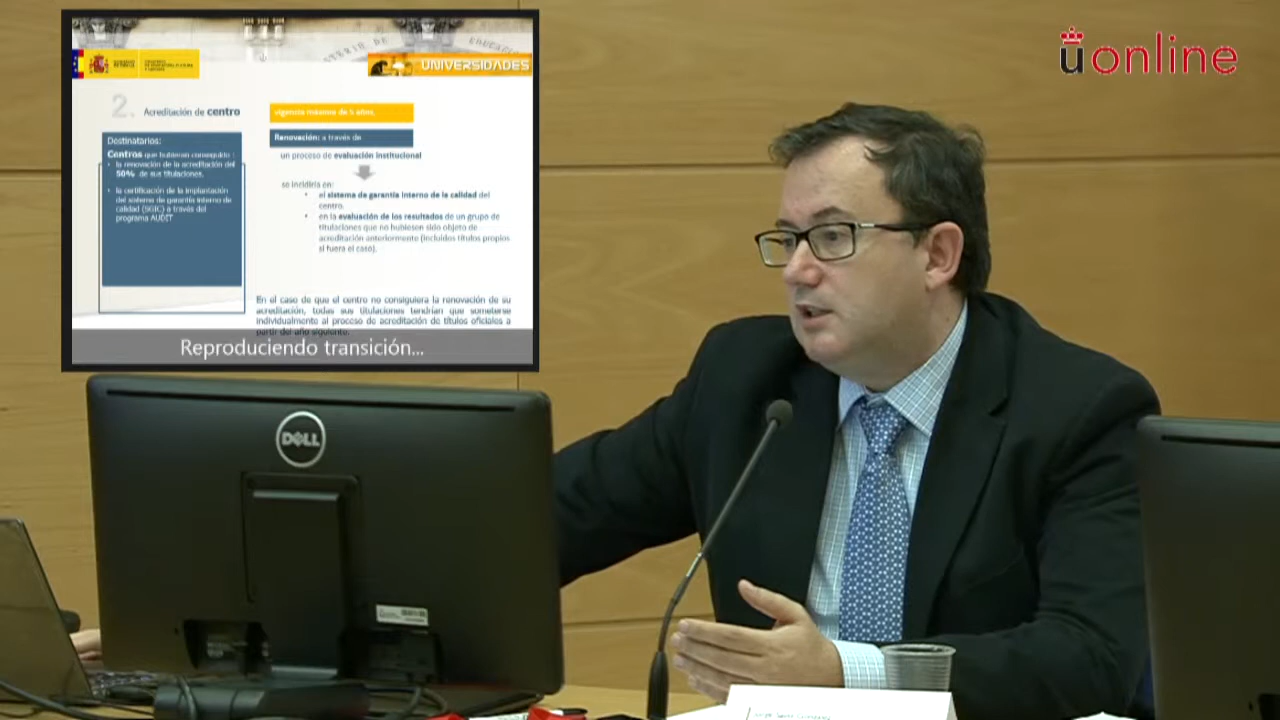 uonline
UNIVERSIDADES
2. Acreditación de centro
Vigencia máxima de 5 años.
Destinatarios:
Centros que hubieran conseguido :
• la renovación de la acreditación del
50% de sus titulaciones.
• la certificación de la implantación
del sistema de garantía interno de
calidad (SGIC) a través del
programa AUDIT
Renovación: a través de
un proceso de evaluación institucional
se incidiría en:
• el sistema de garantía interno de la calidad del
centro.
• en la evaluación de los resultados de un grupo de
titulaciones que no hubiesen sido objeto de
acreditación anteriormente (incluidos títulos propios
si fuera el caso).
En el caso de que el centro no consiguiera la renovación de su
acreditación, todas sus titulaciones tendrían que someterse
individualmente al proceso de acreditación de títulos oficiales a
partir del año siguiente.
Reproduciendo transición...
DELL